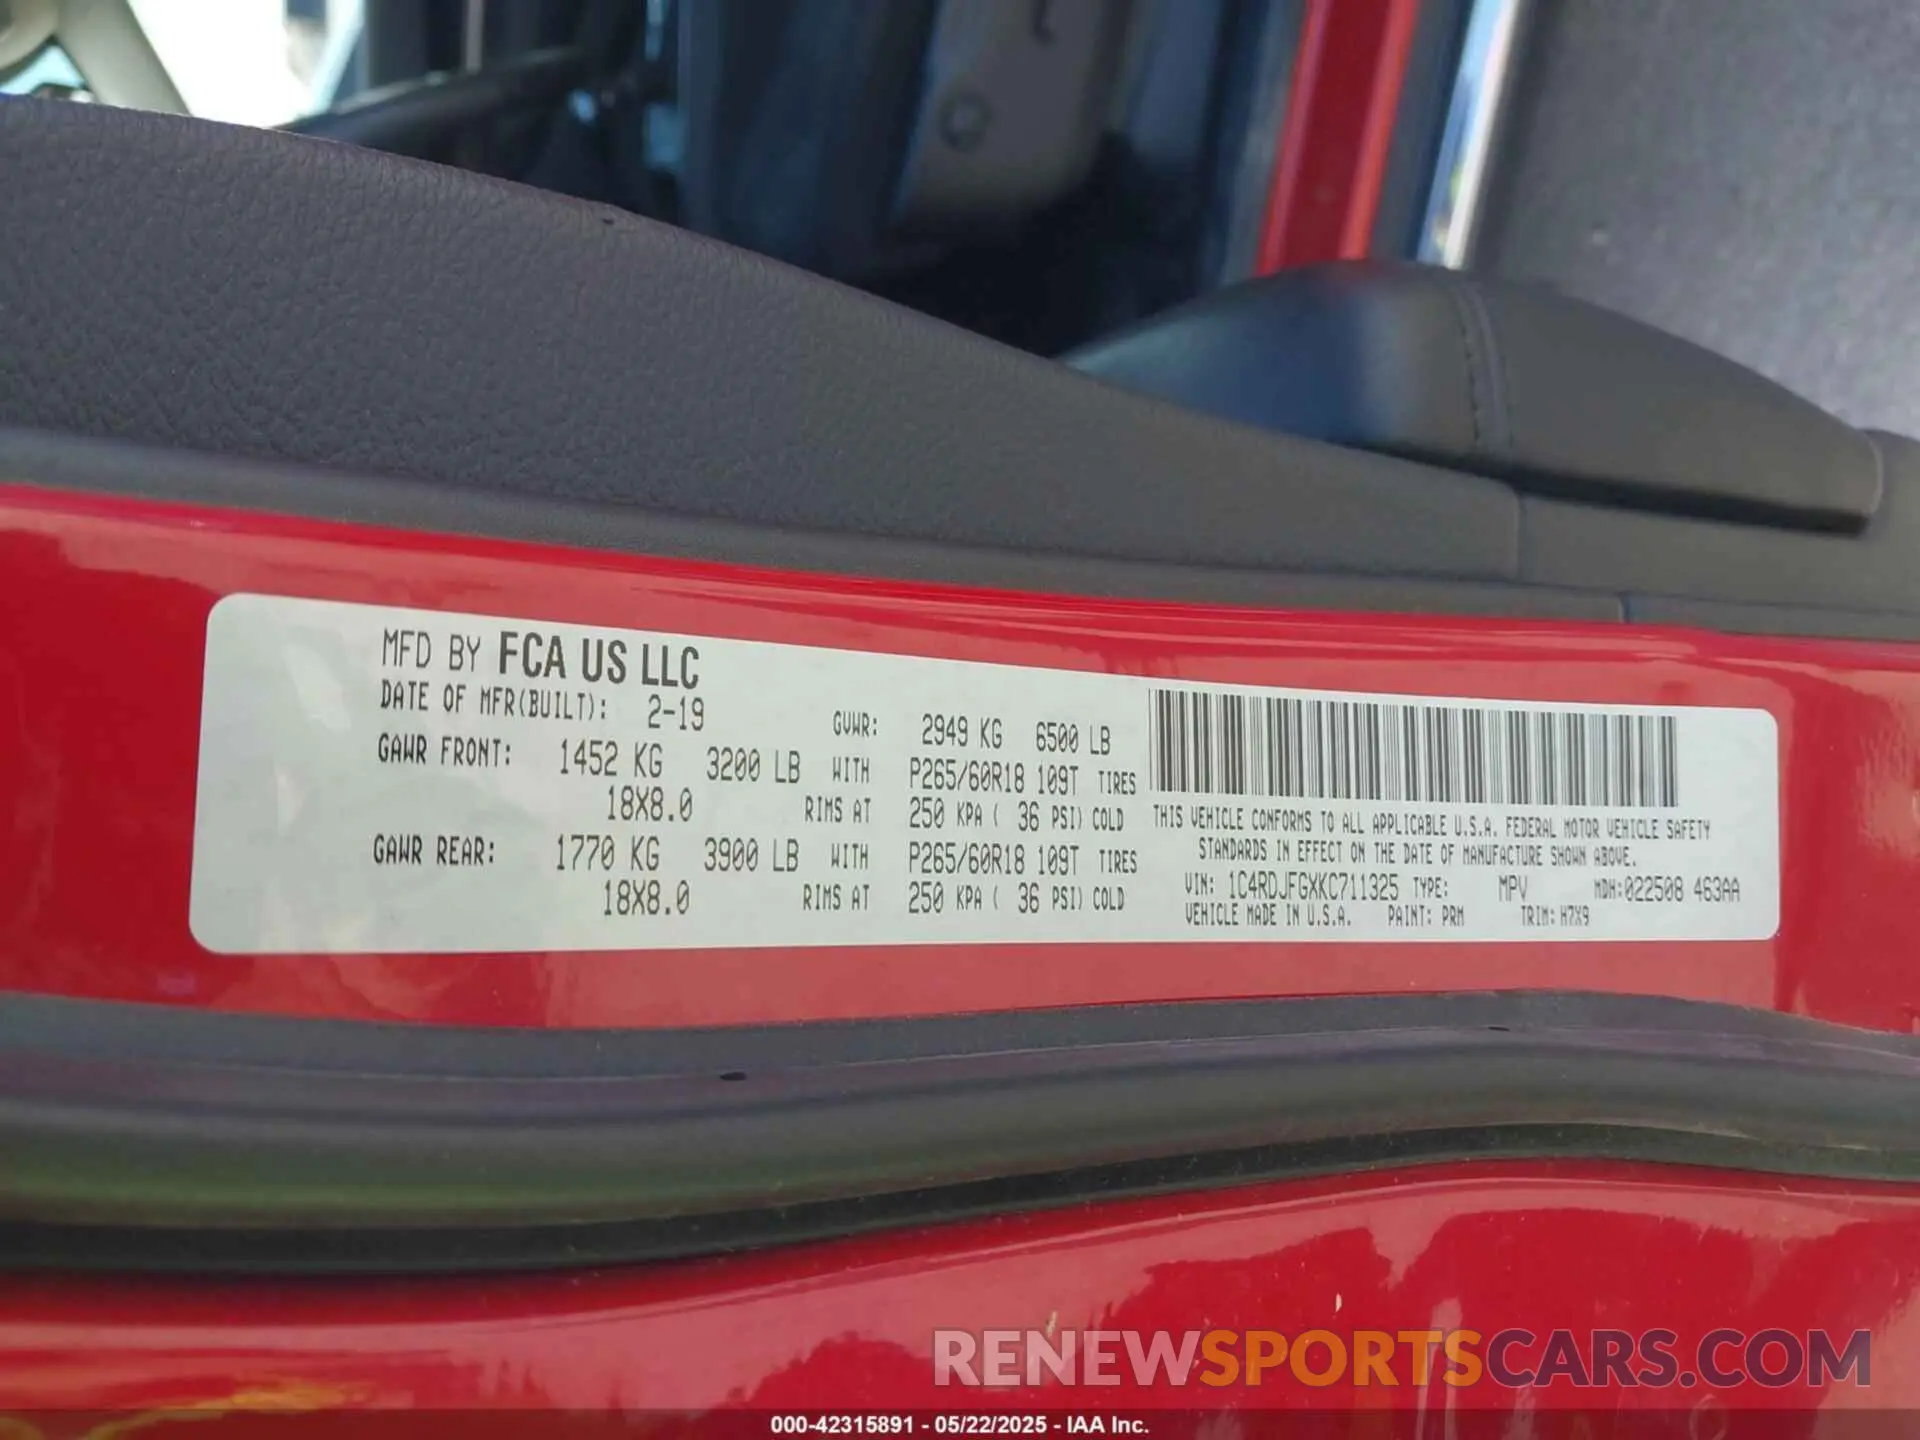 MFD BY FCA US LLC
DATE OF MFR(BUILT): 2-19 GVWR: 2949 KG 6500 LB
GAWR FRONT: 1452 KG 3200 LB WITH P265/60R18 109T TIRES
18X8.0 RIMS AT 250 KPA ( 36 PSI) COLD
GAWR REAR: 1770 KG 3900 LB WITH P265/60R18 109T TIRES
18X8.0 RIMS AT 250 KPA ( 36 PSI) COLD
THIS VEHICLE CONFORMS TO ALL APPLICABLE U.S.A. FEDERAL MOTOR VEHICLE SAFETY
STANDARDS IN EFFECT ON THE DATE OF MANUFACTURE SHOWN ABOVE.
VIN: 1C4RDJFGXKC711325 TYPE: MPV MDH:022508 463AA
VEHICLE MADE IN U.S.A. PAINT: PRM TRIM: H7X9
RENEWSPORTSCARS.COM
000-42315891 - 05/22/2025 - IAA Inc.